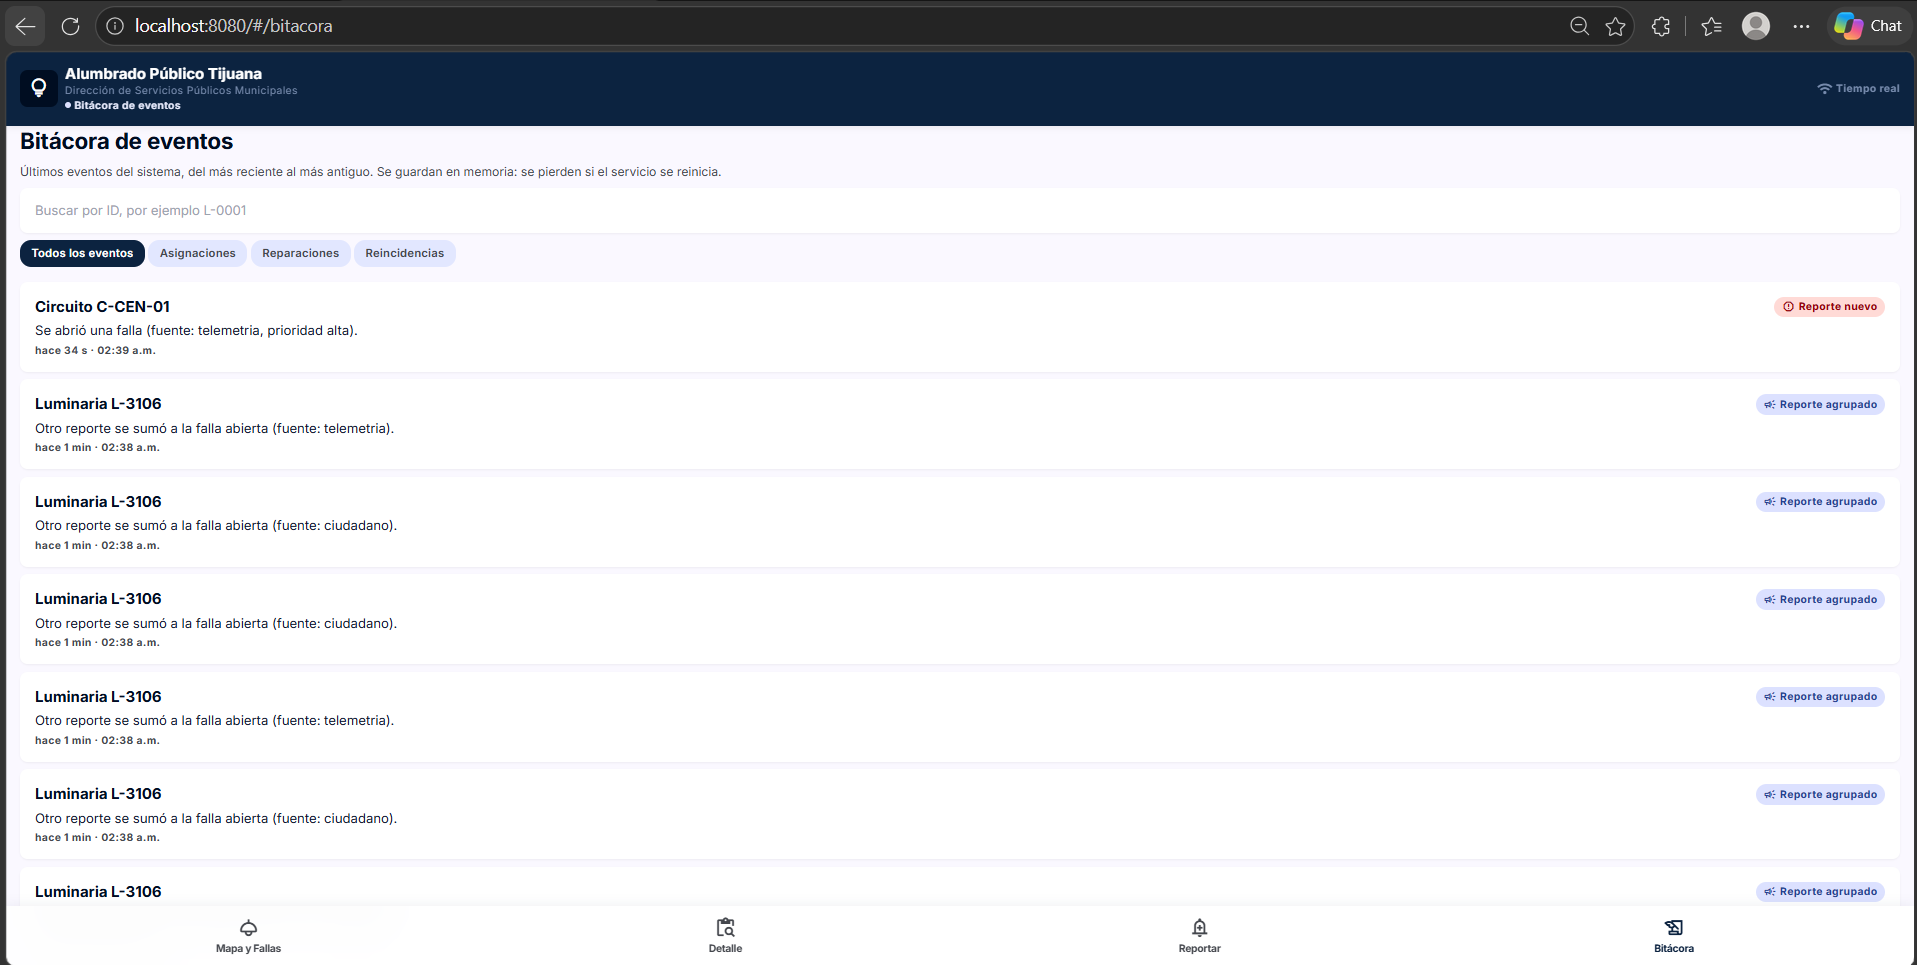 localhost:8080/#/bitacora
Chat
Alumbrado Público Tijuana
Dirección de Servicios Públicos Municipales
Bitácora de eventos
Tiempo real
Bitácora de eventos
Últimos eventos del sistema, del más reciente al más antiguo. Se guardan en memoria: se pierden si el servicio se reinicia.
Buscar por ID, por ejemplo L-0001
Todos los eventos
Asignaciones
Reparaciones
Reincidencias
Circuito C-CEN-01
Reporte nuevo
Se abrió una falla (fuente: telemetria, prioridad alta).
hace 34 s · 02:39 a.m.
Luminaria L-3106
Reporte agrupado
Otro reporte se sumó a la falla abierta (fuente: telemetria).
hace 1 min · 02:38 a.m.
Luminaria L-3106
Reporte agrupado
Otro reporte se sumó a la falla abierta (fuente: ciudadano).
hace 1 min · 02:38 a.m.
Luminaria L-3106
Reporte agrupado
Otro reporte se sumó a la falla abierta (fuente: ciudadano).
hace 1 min · 02:38 a.m.
Luminaria L-3106
Reporte agrupado
Otro reporte se sumó a la falla abierta (fuente: telemetria).
hace 1 min · 02:38 a.m.
Luminaria L-3106
Reporte agrupado
Otro reporte se sumó a la falla abierta (fuente: ciudadano).
hace 1 min · 02:38 a.m.
Luminaria L-3106
Reporte agrupado
Mapa y Fallas
Detalle
Reportar
Bitácora